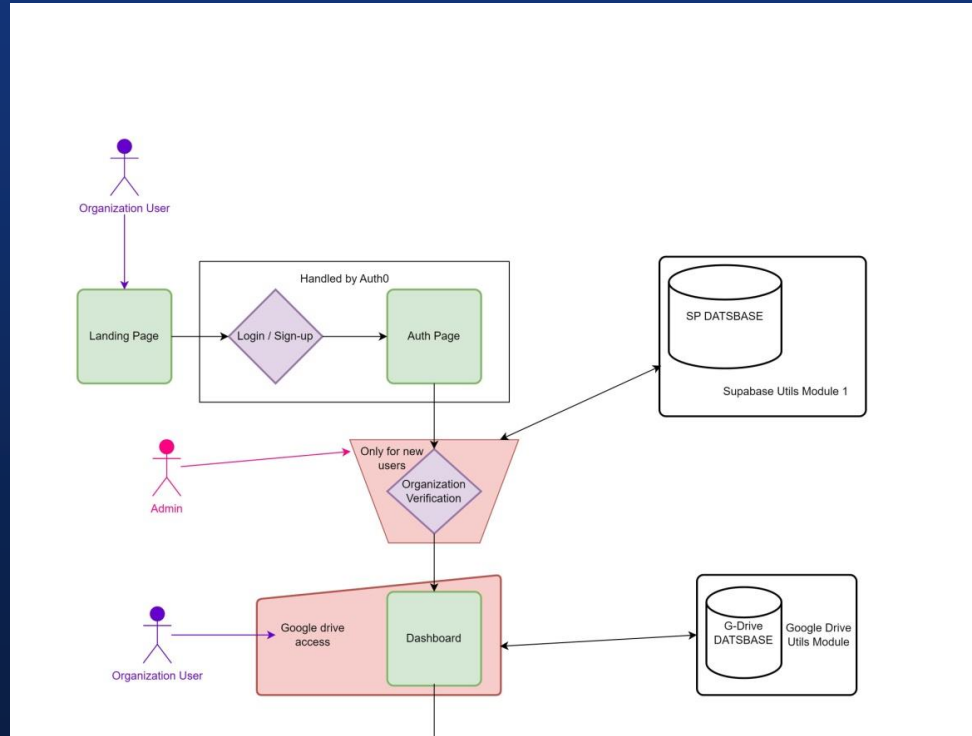 Organization User
Handled by Auth0
Landing Page
Login / Sign-up
Auth Page
SP DATSBASE
Supabase Utils Module 1
Admin
Only for new
users
Organization
Verification
Organization User
Google drive
access
Dashboard
G-Drive
DATSBASE
Google Drive
Utils Module